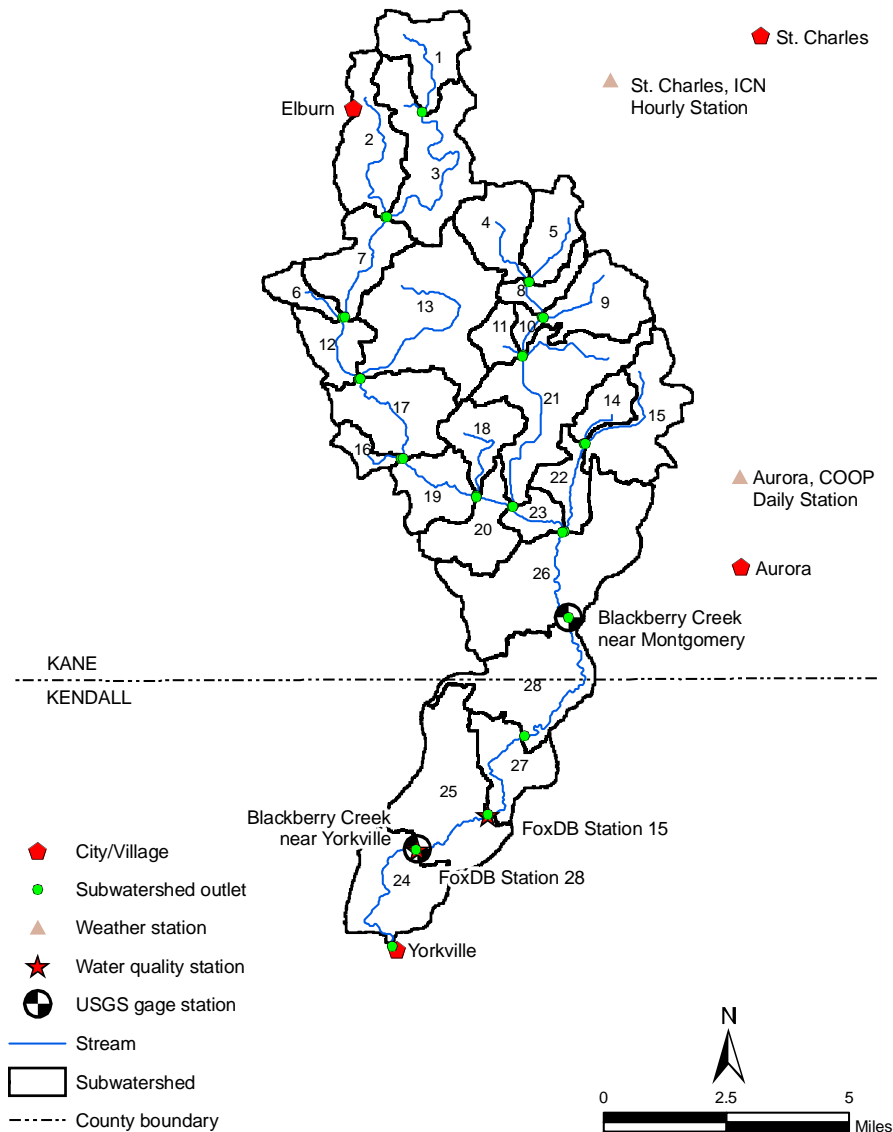 St. Charles
1
St. Charles, ICN
Hourly Station
Elburn
2
3
4
5
7
6
8
9
13
11
10
12
21
14
15
17
18
16
22
Aurora, COOP
Daily Station
19
23
20
26
Aurora
Blackberry Creek
near Montgomery
KANE
KENDALL
28
27
25
Blackberry Creek
near Yorkville
FoxDB Station 15
24
FoxDB Station 28
Yorkville
City/Village
Subwatershed outlet
Weather station
Water quality station
USGS gage station
Stream
Subwatershed
County boundary
N
0
2.5
5
Miles